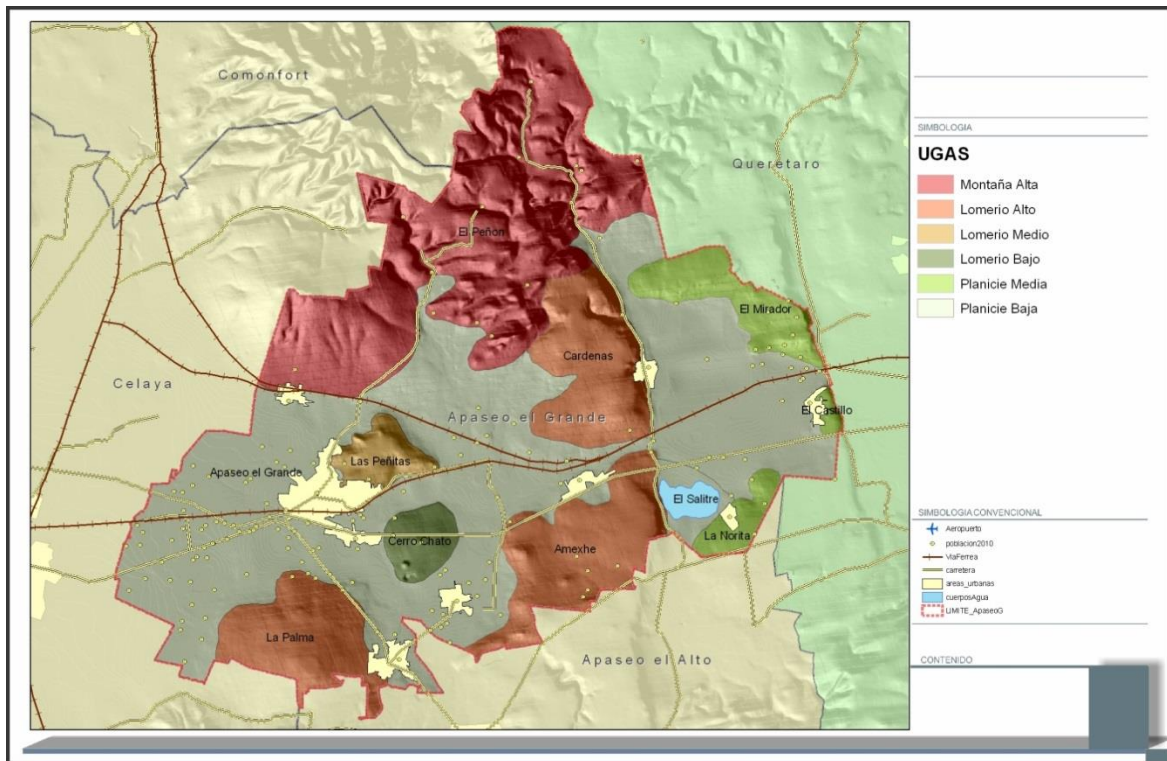 Comonfort
Querétaro
El Peñón
El Mirador
Cardenas
Celaya
Apaseo el Grande
El Castillo
Las Peñitas
Apaseo el Grande
El Salitre
La Norita
Cerro Chato
Amexhe
La Palma
Apaseo el Alto
SIMBOLOGIA
UGAS
Montaña Alta
Lomerio Alto
Lomerio Medio
Lomerio Bajo
Planicie Media
Planicie Baja
SIMBOLOGIA CONVENCIONAL
Aeropuerto
poblacion2010
ViaFerrea
carretera
areas_urbanas
cuerposAgua
LIMITE_ApaseoG
CONTENIDO